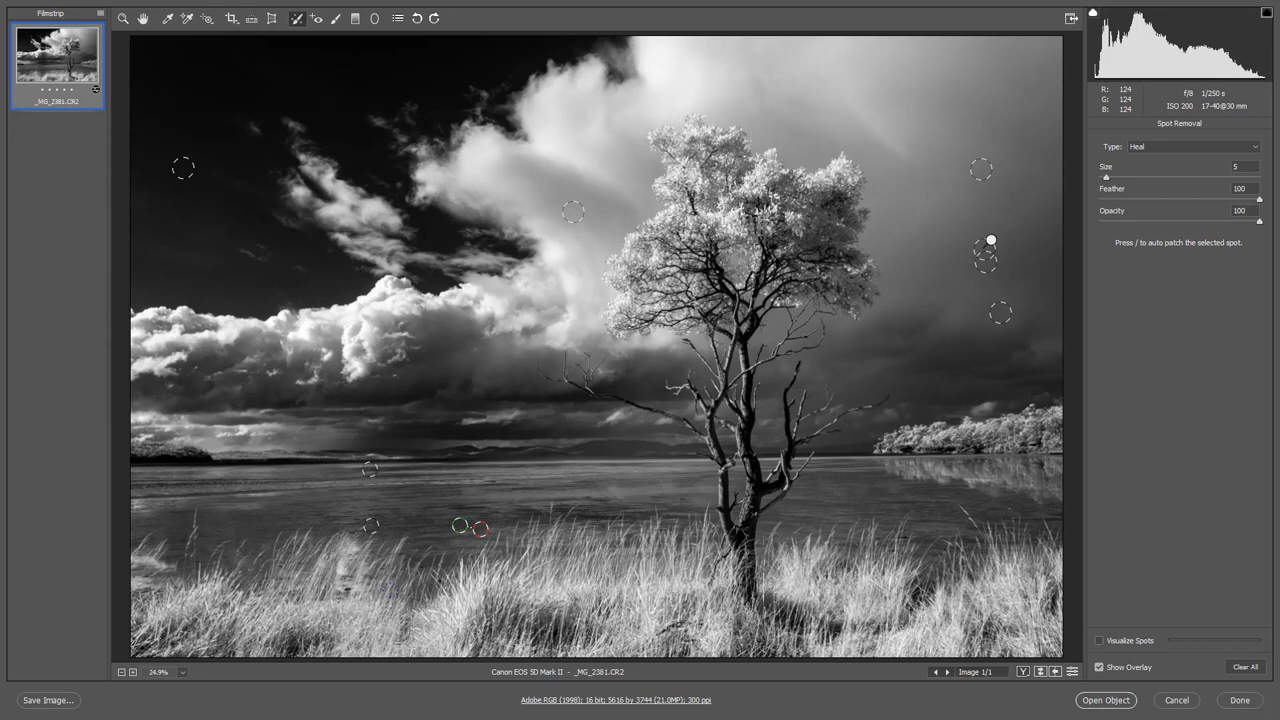 Filmstrip
_MG_2381.CR2
R: 124
G: 124
B: 124
f/8 1/250 s
ISO 200 17-40@30 mm
Spot Removal
Type: Heal
Size 5
Feather 100
Opacity 100
Press / to auto patch the selected spot.
Visualize Spots
Show Overlay
Clear All
24.9%
Canon EOS 5D Mark II - _MG_2381.CR2
Image 1/1
Y
Save Image...
Adobe RGB (1998); 16 bit; 5616 by 3744 (21.0MP); 300 ppi
Open Object
Cancel
Done